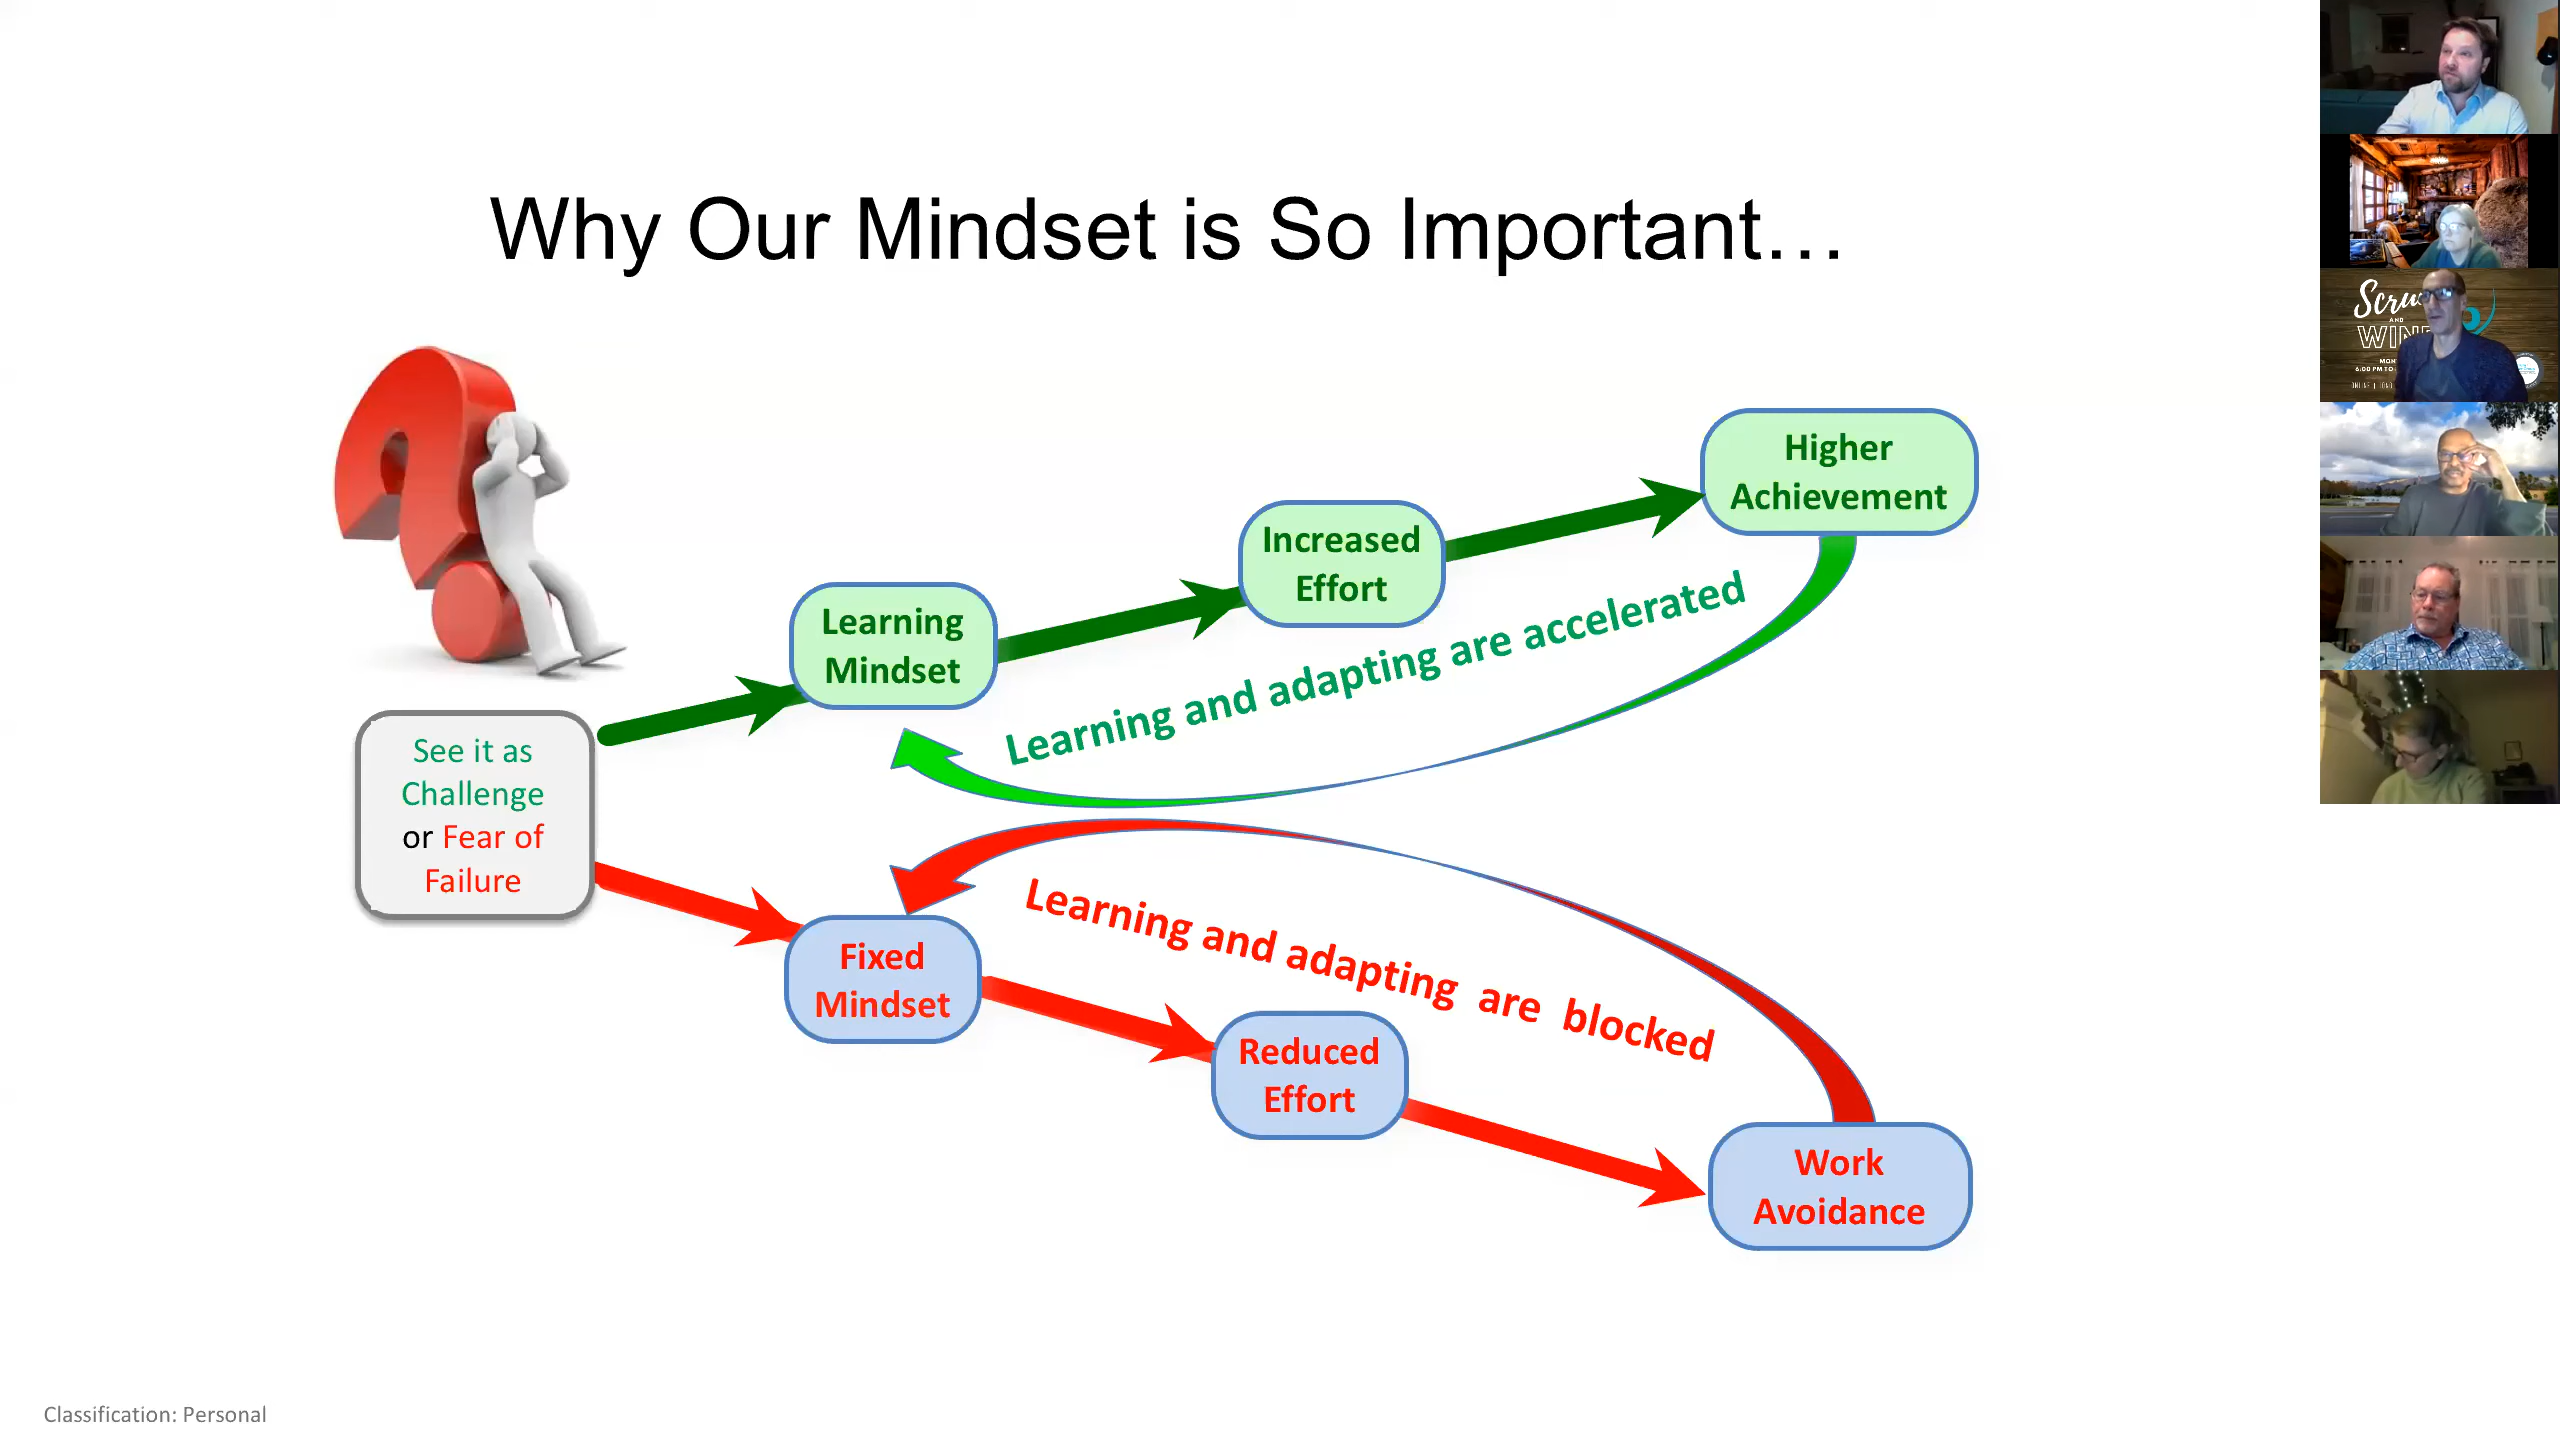 Why Our Mindset is So Important...
Higher
Achievement
Increased
Effort
Learning
Mindset
Learning and adapting are accelerated
See it as
Challenge
or Fear of
Failure
Learning and adapting are blocked
Fixed
Mindset
Reduced
Effort
Work
Avoidance
Classification: Personal
AND